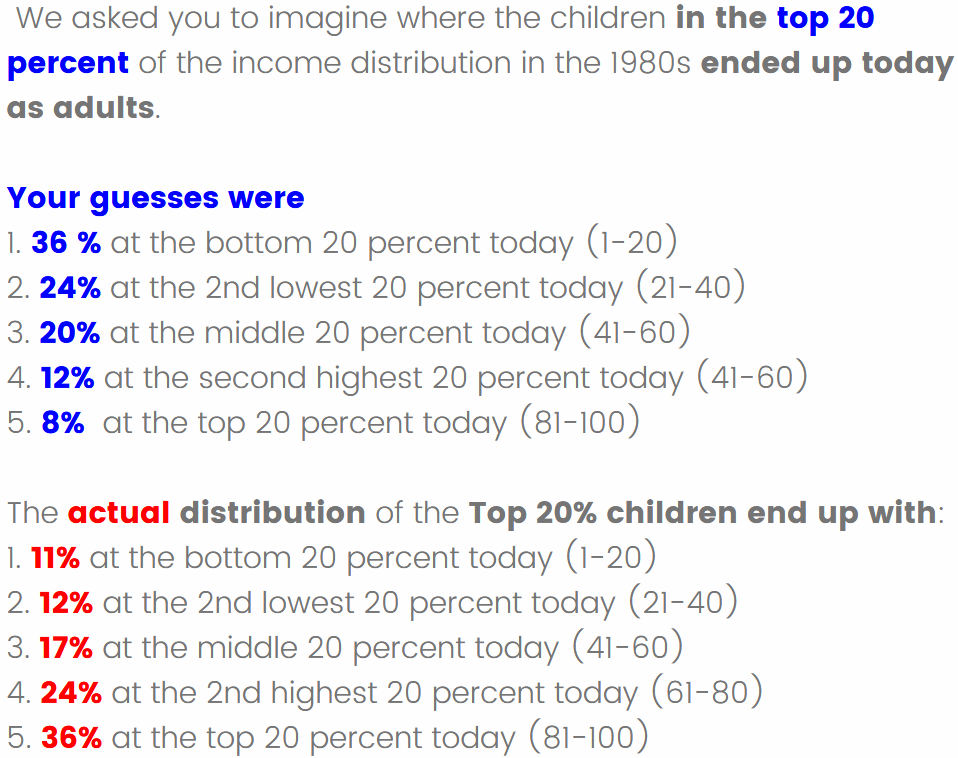 We asked you to imagine where the children in the top 20
percent of the income distribution in the 1980s ended up today
as adults.
Your guesses were
1. 36 % at the bottom 20 percent today (1-20)
2. 24% at the 2nd lowest 20 percent today (21-40)
3. 20% at the middle 20 percent today (41-60)
4. 12% at the second highest 20 percent today (41-60)
5. 8% at the top 20 percent today (81-100)
The actual distribution of the Top 20% children end up with:
1. 11% at the bottom 20 percent today (1-20)
2. 12% at the 2nd lowest 20 percent today (21-40)
3. 17% at the middle 20 percent today (41-60)
4. 24% at the 2nd highest 20 percent today (61-80)
5. 36% at the top 20 percent today (81-100)